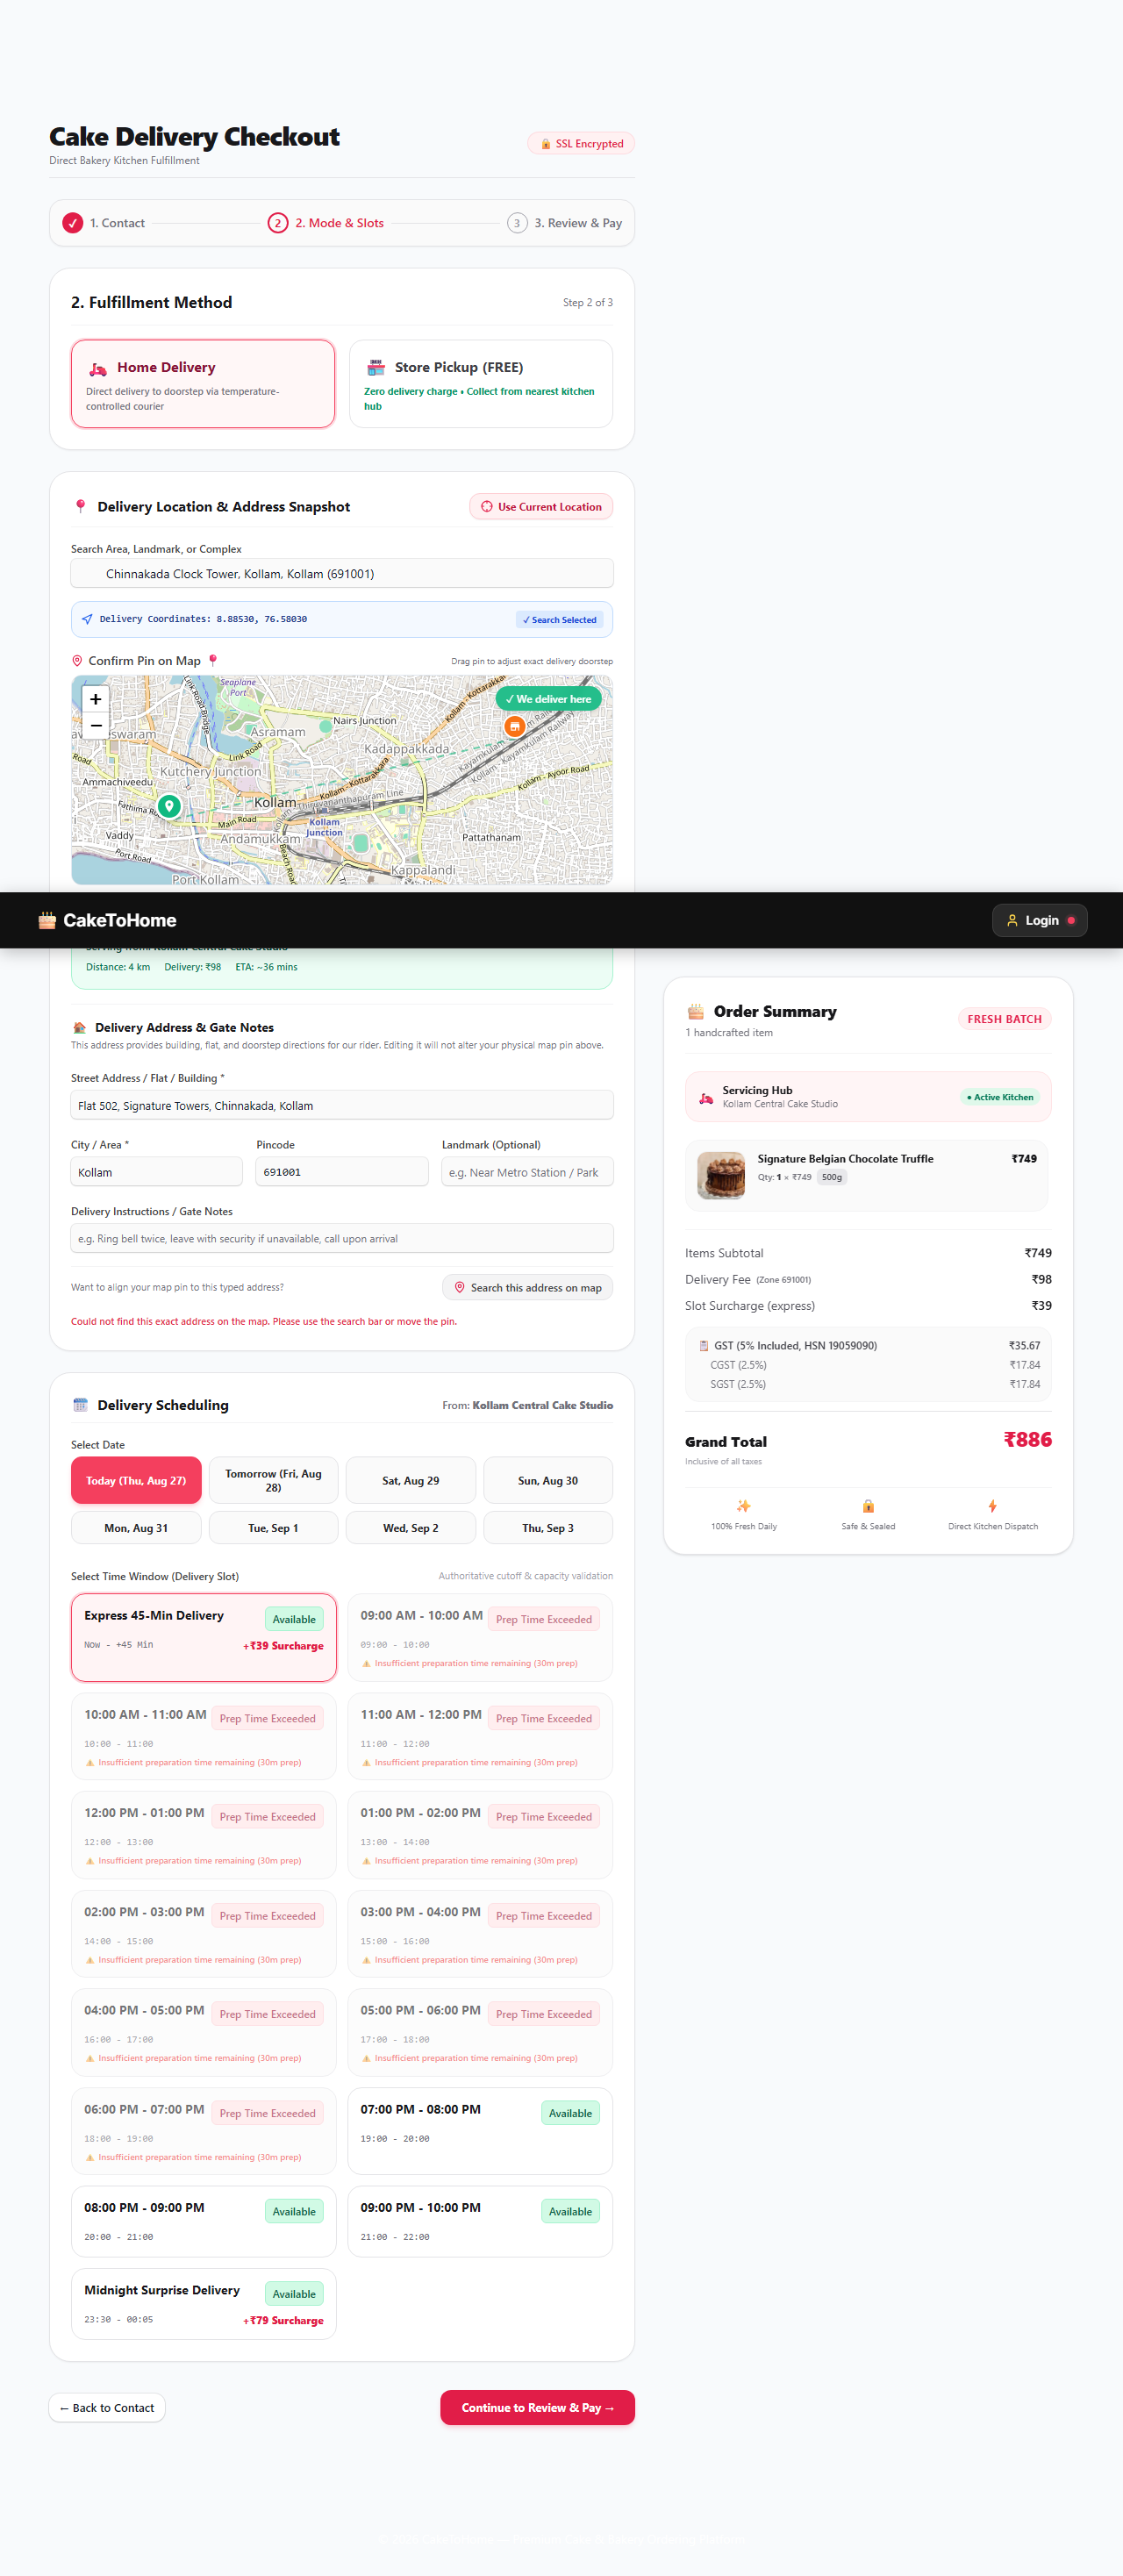 Cake Delivery Checkout
Direct Bakery Kitchen Fulfillment
SSL Encrypted
✓ 1. Contact
2 2. Mode & Slots
3 3. Review & Pay
2. Fulfillment Method
Step 2 of 3
Home Delivery
Direct delivery to doorstep via temperature-
controlled courier
Store Pickup (FREE)
Zero delivery charge • Collect from nearest kitchen
hub
Delivery Location & Address Snapshot
Use Current Location
Search Area, Landmark, or Complex
Chinnakada Clock Tower, Kollam, Kollam (691001)
Delivery Coordinates: 8.88530, 76.58030
✓ Search Selected
Confirm Pin on Map
Drag pin to adjust exact delivery doorstep
+
−
✓ We deliver here
Seaplane
Port
Link Road Bridge
Nairs Junction
Asramam
Link Road
Kadappakkada
Kutchery Junction
Ammachiveedu
Kollam - Kottarakkara
Kollam - Ayoor Road
Kollam
Thiruvananthapuram Line
Main Road
Kollam
Junction
Vaddy
Andamukkam
Pattathanam
Port Road
Beach Road
Kappalandi
Port Kollam
CakeToHome
Login
Serving from: Kollam Central Cake Studio
Distance: 4 km Delivery: ₹98 ETA: ~36 mins
Delivery Address & Gate Notes
This address provides building, flat, and doorstep directions for our rider. Editing it will not alter your physical map pin above.
Street Address / Flat / Building *
Flat 502, Signature Towers, Chinnakada, Kollam
City / Area *
Pincode
Landmark (Optional)
Kollam
691001
e.g. Near Metro Station / Park
Delivery Instructions / Gate Notes
e.g. Ring bell twice, leave with security if unavailable, call upon arrival
Want to align your map pin to this typed address?
Search this address on map
Could not find this exact address on the map. Please use the search bar or move the pin.
Order Summary
1 handcrafted item
FRESH BATCH
Servicing Hub
Kollam Central Cake Studio
• Active Kitchen
Signature Belgian Chocolate Truffle
₹749
Qty: 1 × ₹749 500g
Items Subtotal ₹749
Delivery Fee (Zone 691001) ₹98
Slot Surcharge (express) ₹39
GST (5% Included, HSN 19059090) ₹35.67
CGST (2.5%) ₹17.84
SGST (2.5%) ₹17.84
Grand Total ₹886
Inclusive of all taxes
100% Fresh Daily
Safe & Sealed
Direct Kitchen Dispatch
Delivery Scheduling
From: Kollam Central Cake Studio
Select Date
Today (Thu, Aug 27)
Tomorrow (Fri, Aug
28)
Sat, Aug 29
Sun, Aug 30
Mon, Aug 31
Tue, Sep 1
Wed, Sep 2
Thu, Sep 3
Select Time Window (Delivery Slot)
Authoritative cutoff & capacity validation
Express 45-Min Delivery
Available
Now - +45 Min
+₹39 Surcharge
09:00 AM - 10:00 AM
Prep Time Exceeded
09:00 - 10:00
Insufficient preparation time remaining (30m prep)
10:00 AM - 11:00 AM
Prep Time Exceeded
10:00 - 11:00
Insufficient preparation time remaining (30m prep)
11:00 AM - 12:00 PM
Prep Time Exceeded
11:00 - 12:00
Insufficient preparation time remaining (30m prep)
12:00 PM - 01:00 PM
Prep Time Exceeded
12:00 - 13:00
Insufficient preparation time remaining (30m prep)
01:00 PM - 02:00 PM
Prep Time Exceeded
13:00 - 14:00
Insufficient preparation time remaining (30m prep)
02:00 PM - 03:00 PM
Prep Time Exceeded
14:00 - 15:00
Insufficient preparation time remaining (30m prep)
03:00 PM - 04:00 PM
Prep Time Exceeded
15:00 - 16:00
Insufficient preparation time remaining (30m prep)
04:00 PM - 05:00 PM
Prep Time Exceeded
16:00 - 17:00
Insufficient preparation time remaining (30m prep)
05:00 PM - 06:00 PM
Prep Time Exceeded
17:00 - 18:00
Insufficient preparation time remaining (30m prep)
06:00 PM - 07:00 PM
Prep Time Exceeded
18:00 - 19:00
Insufficient preparation time remaining (30m prep)
07:00 PM - 08:00 PM
Available
19:00 - 20:00
08:00 PM - 09:00 PM
Available
20:00 - 21:00
09:00 PM - 10:00 PM
Available
21:00 - 22:00
Midnight Surprise Delivery
Available
23:30 - 00:05
+₹79 Surcharge
← Back to Contact
Continue to Review & Pay →